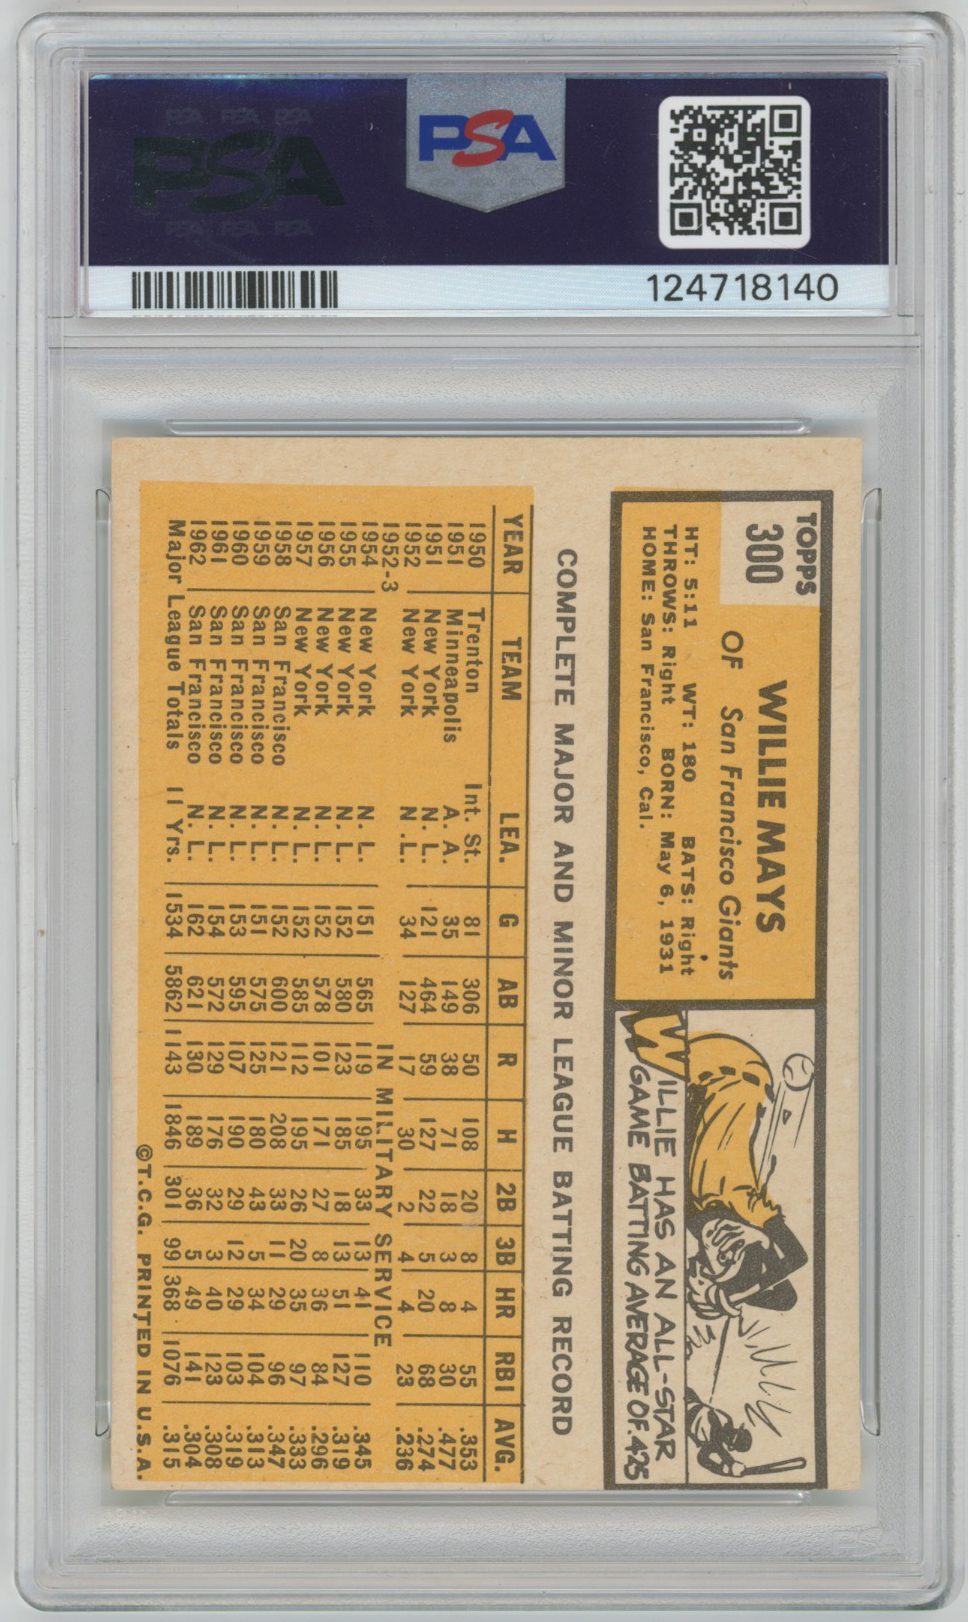 PSA PSA PSA
PSA
PSA PSA PSA
PSA
124718140
TOPPS
300
WILLIE MAYS
OF San Francisco Giants
HT: 5:11 WT: 180 BATS: Right
THROWS: Right BORN: May 6, 1931
HOME: San Francisco, Cal.
WILLIE HAS AN ALL-STAR
GAME BATTING AVERAGE OF .425
COMPLETE MAJOR AND MINOR LEAGUE BATTING RECORD
YEAR TEAM LEA. G AB R H 2B 3B HR RBI AVG.
1950 Trenton Int. St. 81 306 50 108 20 8 4 55 .353
1951 Minneapolis A. A. 35 149 38 71 18 3 8 30 .477
1951 New York N. L. 121 464 59 127 22 5 20 68 .274
1952 New York N. L. 34 127 17 30 2 4 4 23 .236
1952-3 IN MILITARY SERVICE
1954 New York N. L. 151 565 119 195 33 13 41 110 .345
1955 New York N. L. 152 580 123 185 18 13 51 127 .319
1956 New York N. L. 152 578 101 171 27 8 36 84 .296
1957 New York N. L. 152 585 112 195 26 20 35 97 .333
1958 San Francisco N. L. 152 600 121 208 33 11 29 96 .347
1959 San Francisco N. L. 151 575 125 180 43 5 34 104 .313
1960 San Francisco N. L. 153 595 107 190 29 12 29 103 .319
1961 San Francisco N. L. 154 572 129 176 32 3 40 123 .308
1962 San Francisco N. L. 162 621 130 189 36 5 49 141 .304
Major League Totals 11 Yrs. 1534 5862 1143 1846 301 99 368 1076 .315
©T.C.G. PRINTED IN U.S.A.